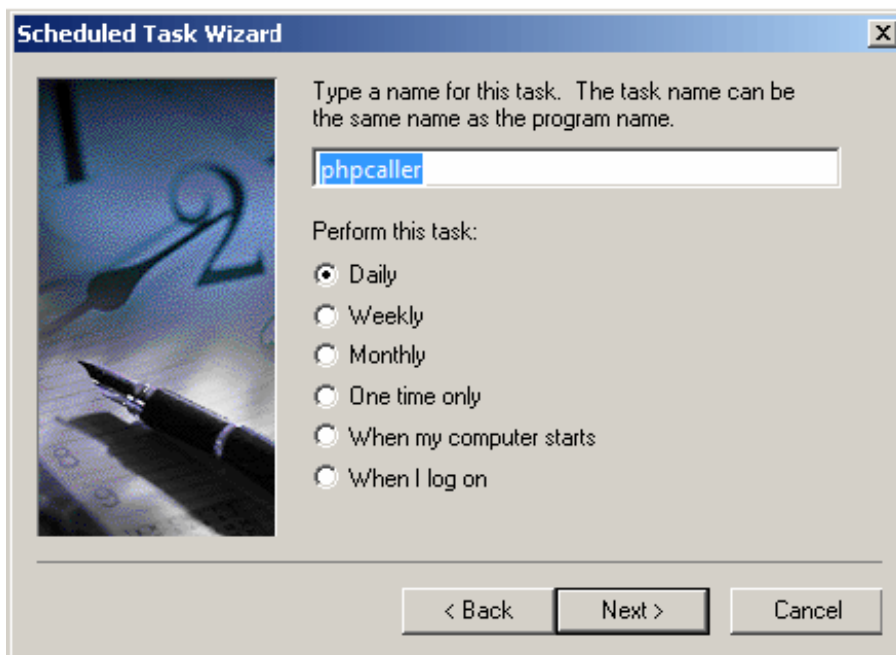 Scheduled Task Wizard
Type a name for this task. The task name can be
the same name as the program name.
phpcaller
Perform this task:
Daily
Weekly
Monthly
One time only
When my computer starts
When I log on
< Back Next > Cancel